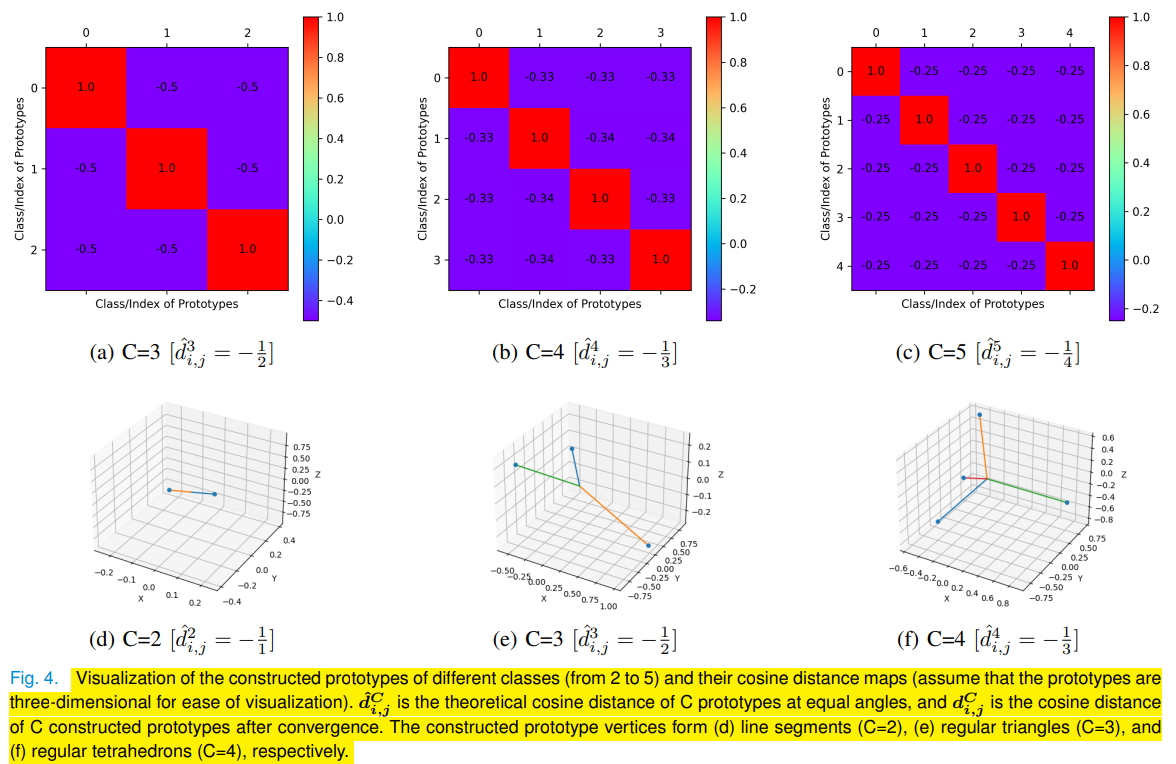 0 1 2
0 1.0 -0.5 -0.5
1 -0.5 1.0 -0.5
2 -0.5 -0.5 1.0
Class/Index of Prototypes
Class/Index of Prototypes
1.0
0.8
0.6
0.4
0.2
0.0
−0.2
−0.4
0 1 2 3
0 1.0 -0.33 -0.33 -0.33
1 -0.33 1.0 -0.34 -0.34
2 -0.33 -0.34 1.0 -0.33
3 -0.33 -0.34 -0.33 1.0
Class/Index of Prototypes
Class/Index of Prototypes
1.0
0.8
0.6
0.4
0.2
0.0
−0.2
0 1 2 3 4
0 1.0 -0.25 -0.25 -0.25 -0.25
1 -0.25 1.0 -0.25 -0.25 -0.25
2 -0.25 -0.25 1.0 -0.25 -0.25
3 -0.25 -0.25 -0.25 1.0 -0.25
4 -0.25 -0.25 -0.25 -0.25 1.0
Class/Index of Prototypes
Class/Index of Prototypes
1.0
0.8
0.6
0.4
0.2
0.0
−0.2
(a) C=3 [d̂³ᵢ,ⱼ = −1/2]
(b) C=4 [d̂⁴ᵢ,ⱼ = −1/3]
(c) C=5 [d̂⁵ᵢ,ⱼ = −1/4]
0.75
0.50
0.25
0.00
−0.25
−0.50
−0.75
Z
0.4
0.2
0.0
−0.2
−0.4
Y
−0.2 −0.1 0.0 0.1 0.2
X
0.2
0.1
0.0
−0.1
−0.2
Z
0.75
0.50
0.25
0.00
−0.25
−0.50
−0.75
Y
−0.50 −0.25 0.00 0.25 0.50 0.75 1.00
X
0.6
0.4
0.2
0.0
−0.2
−0.4
−0.6
−0.8
Z
0.75
0.50
0.25
0.00
−0.25
−0.50
−0.75
Y
−0.6 −0.4 −0.2 0.0 0.2 0.4 0.6 0.8
X
(d) C=2 [d̂²ᵢ,ⱼ = −1/1]
(e) C=3 [d̂³ᵢ,ⱼ = −1/2]
(f) C=4 [d̂⁴ᵢ,ⱼ = −1/3]
Fig. 4. Visualization of the constructed prototypes of different classes (from 2 to 5) and their cosine distance maps (assume that the prototypes are
three-dimensional for ease of visualization). d̂ᶜᵢ,ⱼ is the theoretical cosine distance of C prototypes at equal angles, and dᶜᵢ,ⱼ is the cosine distance
of C constructed prototypes after convergence. The constructed prototype vertices form (d) line segments (C=2), (e) regular triangles (C=3), and
(f) regular tetrahedrons (C=4), respectively.